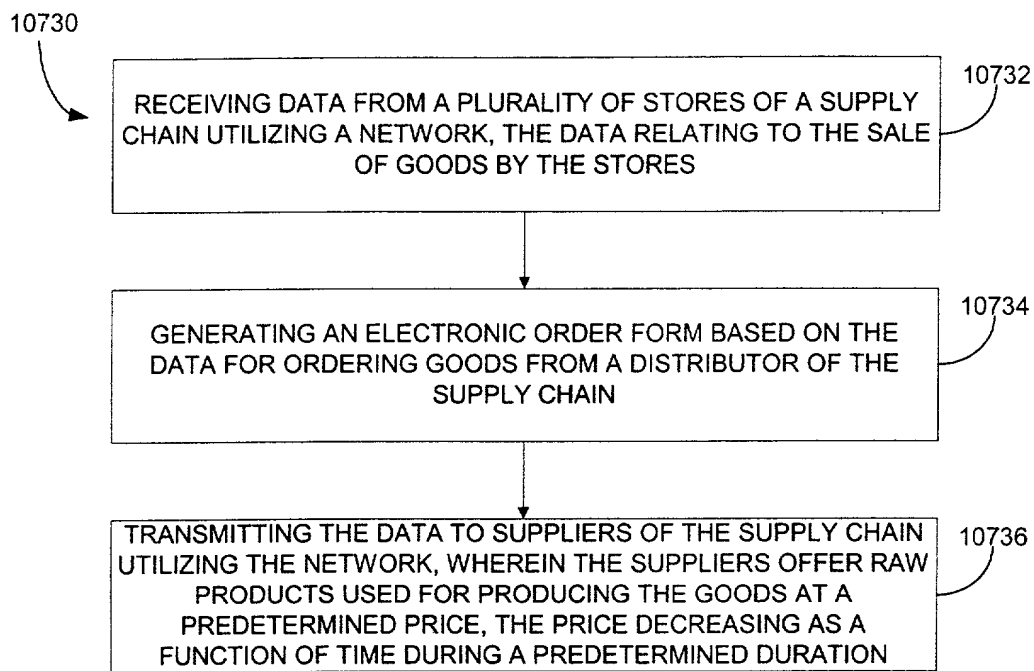 10730
10732
RECEIVING DATA FROM A PLURALITY OF STORES OF A SUPPLY
CHAIN UTILIZING A NETWORK, THE DATA RELATING TO THE SALE
OF GOODS BY THE STORES
10734
GENERATING AN ELECTRONIC ORDER FORM BASED ON THE
DATA FOR ORDERING GOODS FROM A DISTRIBUTOR OF THE
SUPPLY CHAIN
10736
TRANSMITTING THE DATA TO SUPPLIERS OF THE SUPPLY CHAIN
UTILIZING THE NETWORK, WHEREIN THE SUPPLIERS OFFER RAW
PRODUCTS USED FOR PRODUCING THE GOODS AT A
PREDETERMINED PRICE, THE PRICE DECREASING AS A
FUNCTION OF TIME DURING A PREDETERMINED DURATION